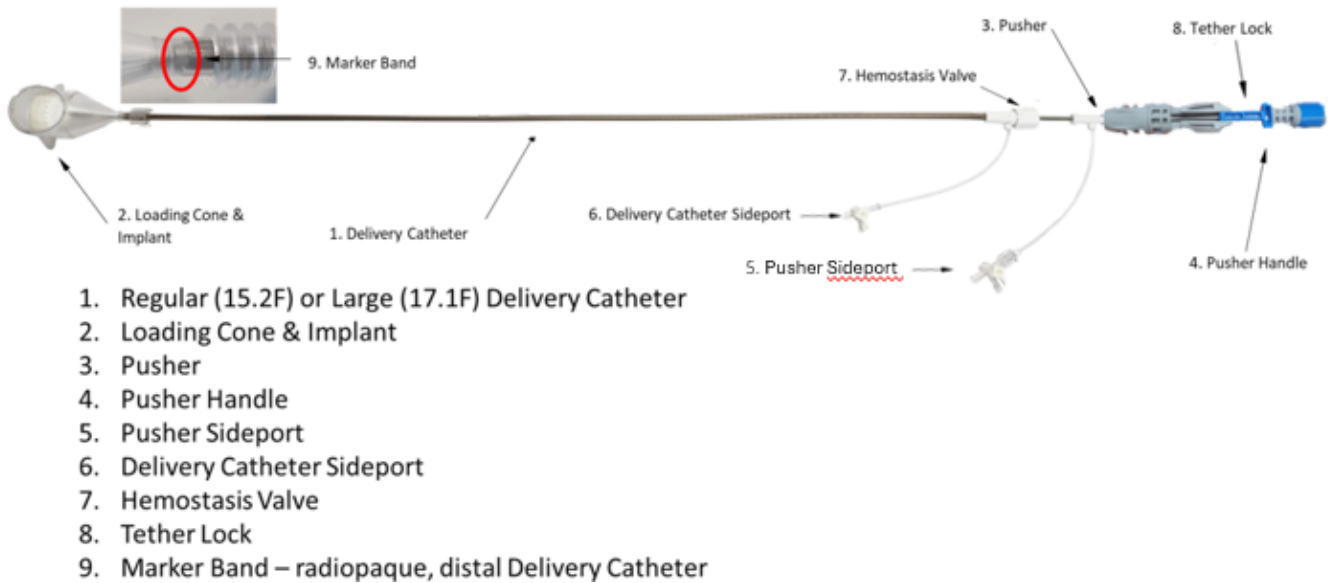 3. Pusher
8. Tether Lock
9. Marker Band
7. Hemostasis Valve
2. Loading Cone &
Implant
1. Delivery Catheter
6. Delivery Catheter Sideport
5. Pusher Sideport
4. Pusher Handle
1. Regular (15.2F) or Large (17.1F) Delivery Catheter
2. Loading Cone & Implant
3. Pusher
4. Pusher Handle
5. Pusher Sideport
6. Delivery Catheter Sideport
7. Hemostasis Valve
8. Tether Lock
9. Marker Band – radiopaque, distal Delivery Catheter